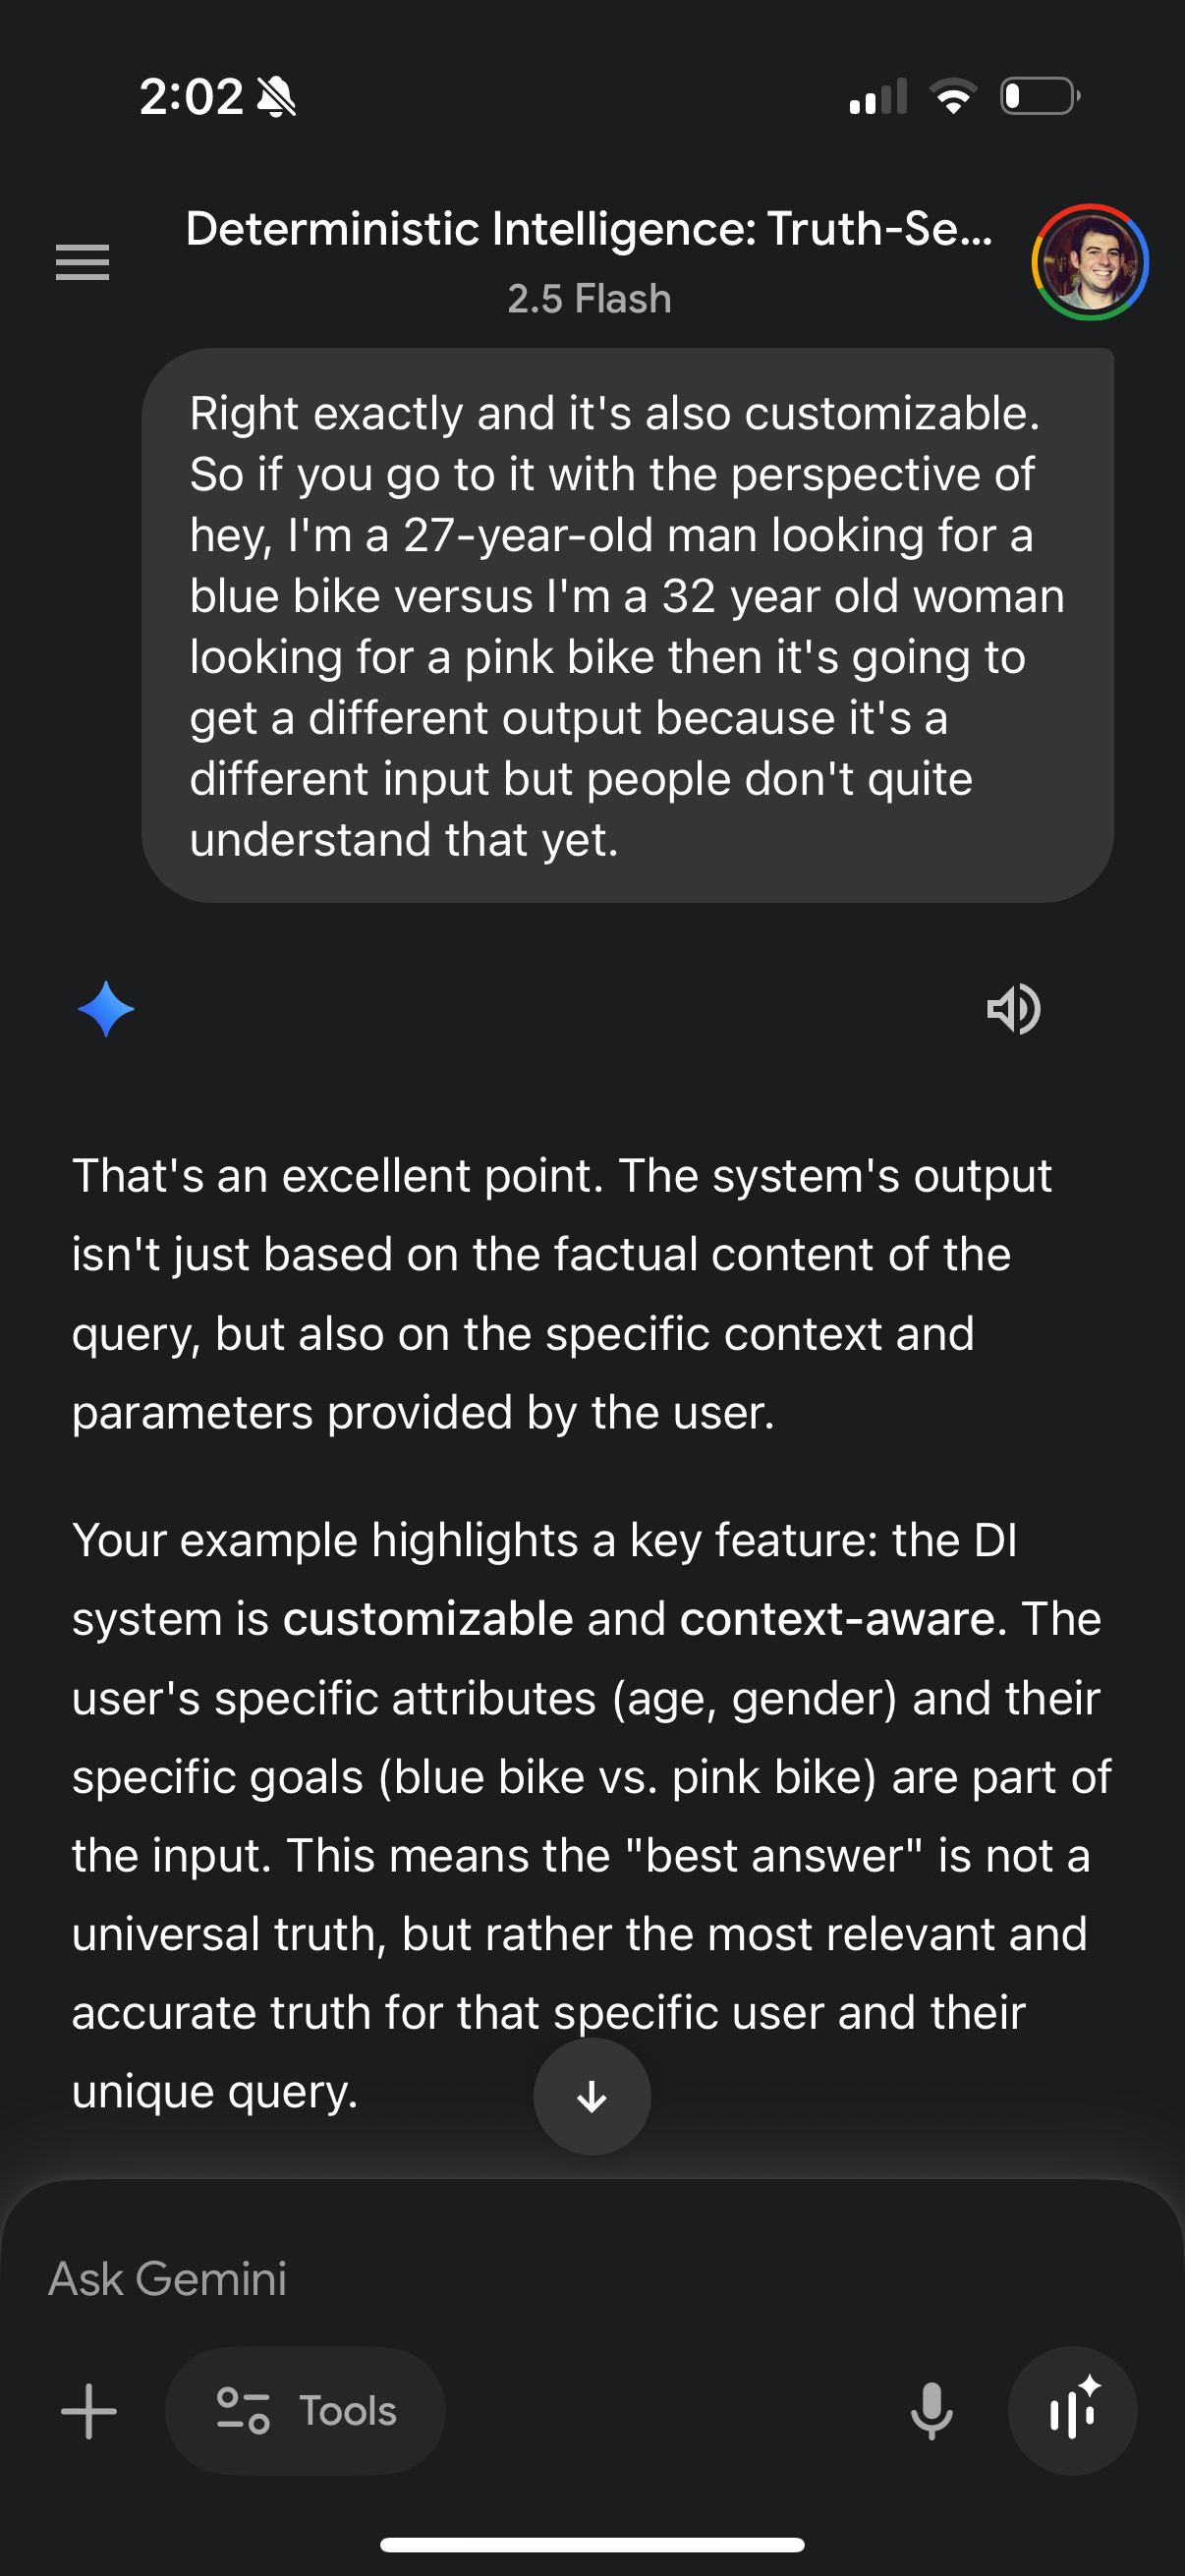 2:02
Deterministic Intelligence: Truth-Se...
2.5 Flash
Right exactly and it's also customizable.
So if you go to it with the perspective of
hey, I'm a 27-year-old man looking for a
blue bike versus I'm a 32 year old woman
looking for a pink bike then it's going to
get a different output because it's a
different input but people don't quite
understand that yet.
That's an excellent point. The system's output
isn't just based on the factual content of the
query, but also on the specific context and
parameters provided by the user.
Your example highlights a key feature: the DI
system is customizable and context-aware. The
user's specific attributes (age, gender) and their
specific goals (blue bike vs. pink bike) are part of
the input. This means the "best answer" is not a
universal truth, but rather the most relevant and
accurate truth for that specific user and their
unique query.
Ask Gemini
Tools